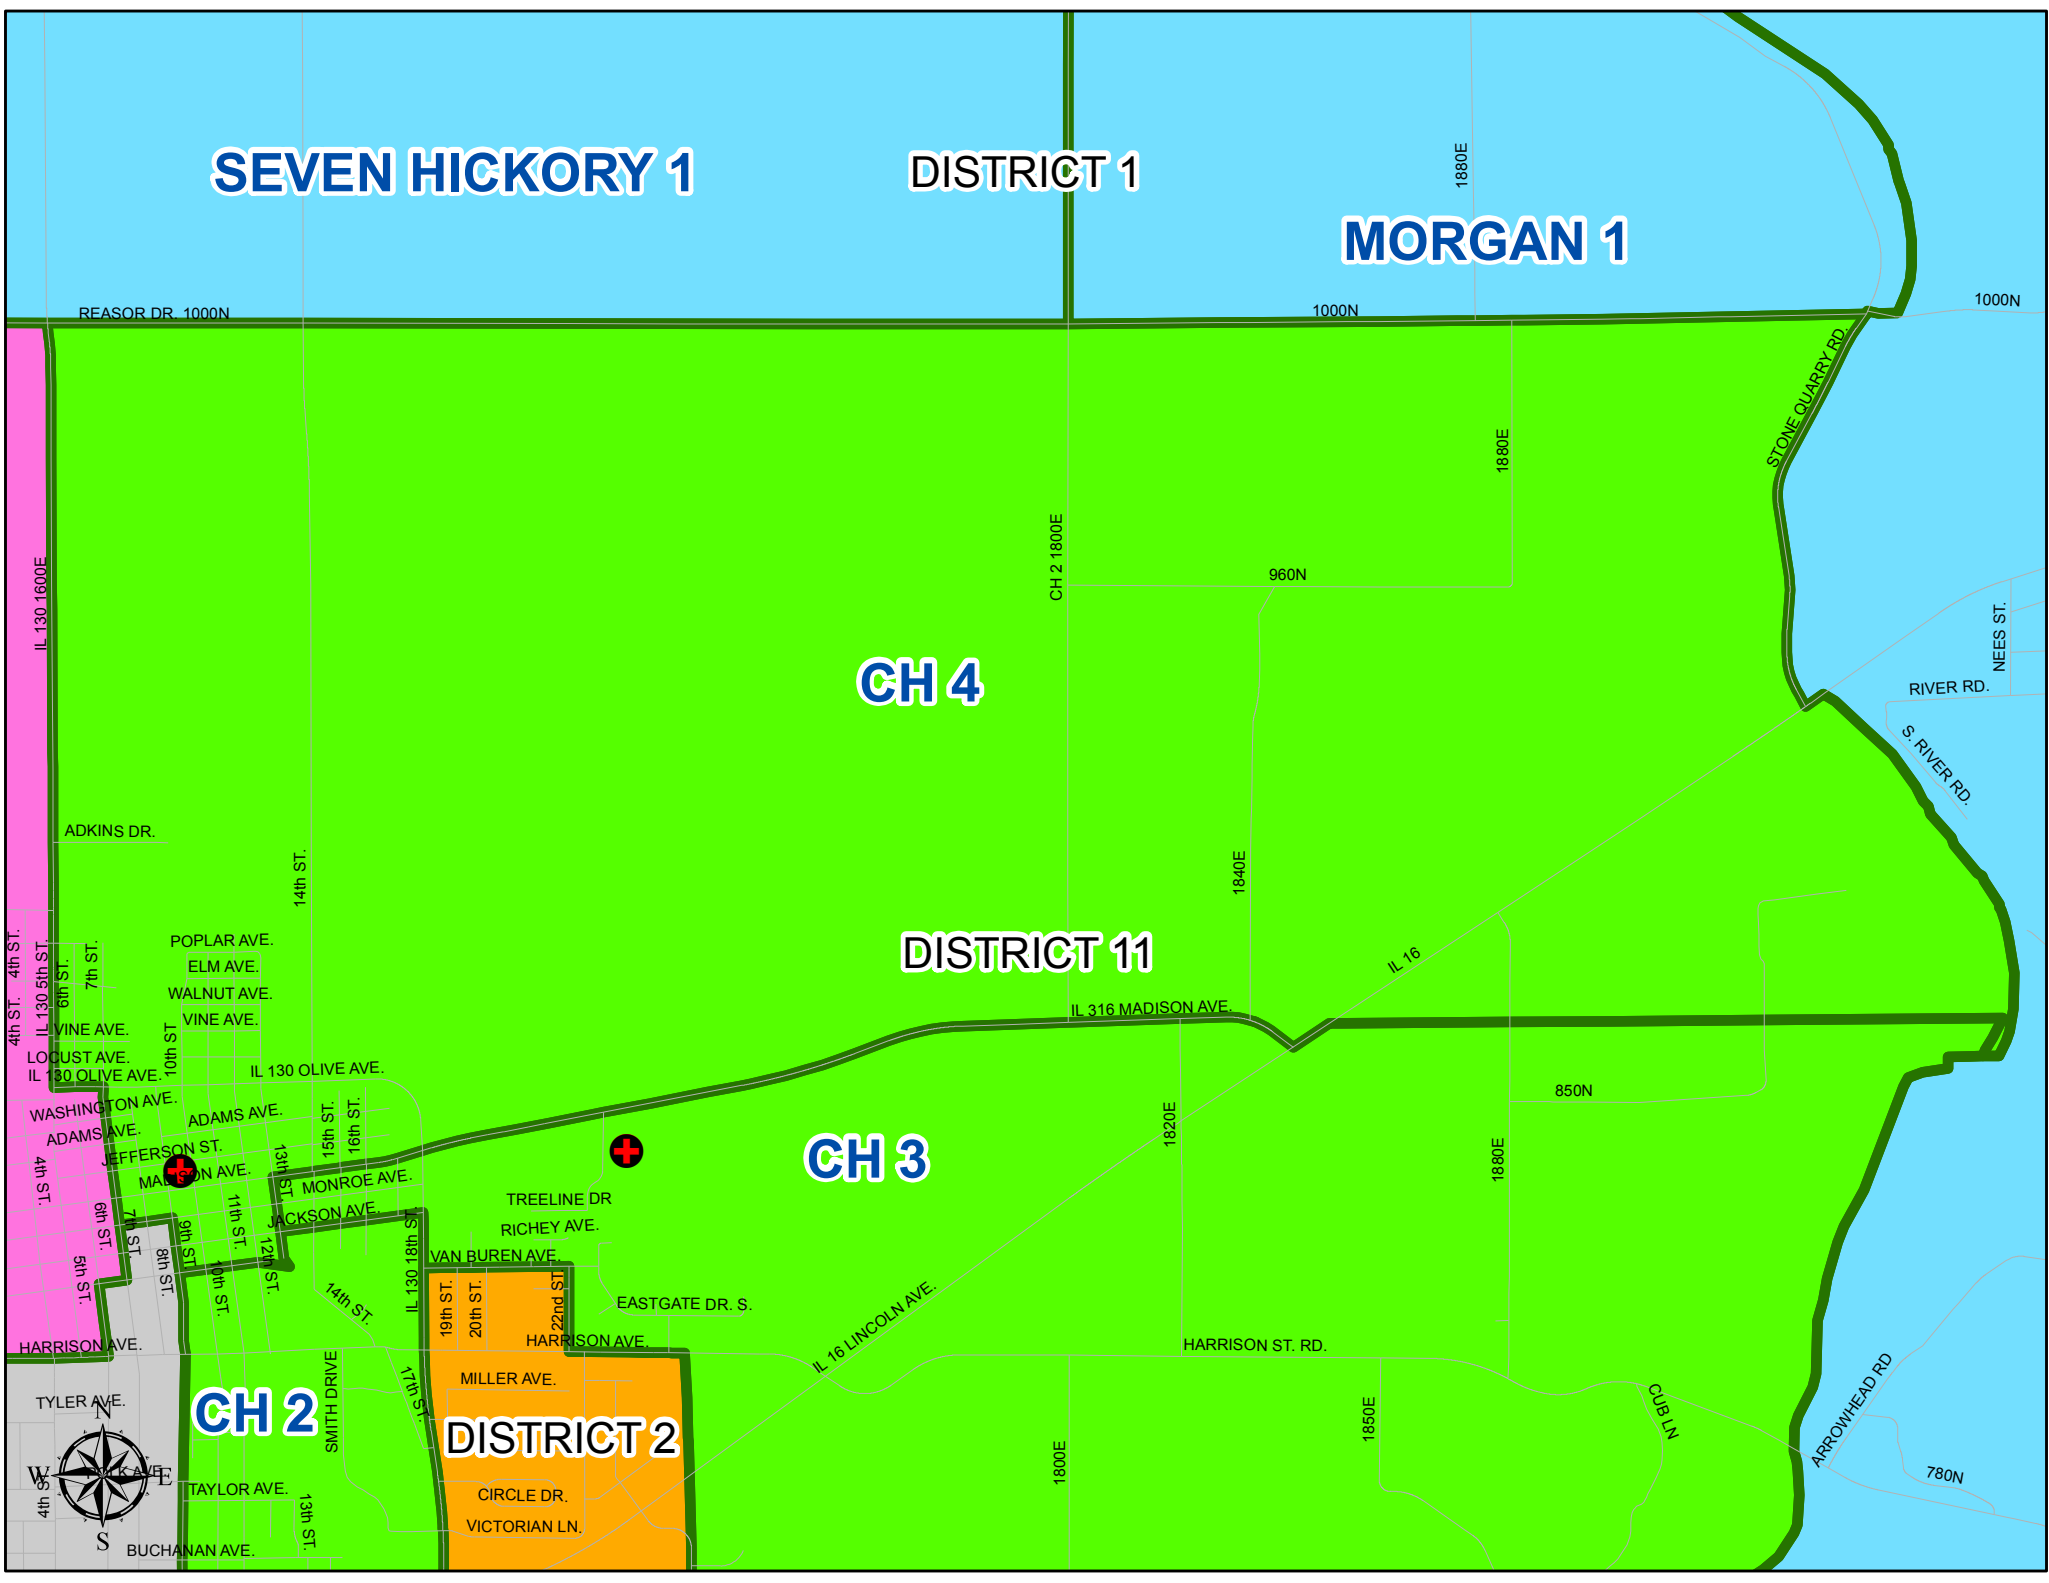 SEVEN HICKORY 1
DISTRICT 1
1880E
MORGAN 1
REASOR DR. 1000N
1000N
1000N
STONE QUARRY RD.
1880E
CH 2 1800E
IL 130 1600E
960N
NEES ST.
RIVER RD.
S. RIVER RD.
CH 4
ADKINS DR.
14th ST.
1840E
DISTRICT 11
IL 16
4th ST.
4th ST.
IL 130 5th ST.
6th ST.
7th ST.
POPLAR AVE.
ELM AVE.
WALNUT AVE.
VINE AVE.
VINE AVE.
10th ST
LOCUST AVE.
IL 130 OLIVE AVE.
IL 130 OLIVE AVE.
IL 316 MADISON AVE.
850N
WASHINGTON AVE.
ADAMS AVE.
ADAMS AVE.
15th ST.
16th ST.
JEFFERSON ST.
MADISON AVE.
13th ST.
MONROE AVE.
JACKSON AVE.
CH 3
1820E
1880E
4th ST.
6th ST.
7th ST.
5th ST.
8th ST.
9th ST.
11th ST.
10th ST.
12th ST.
TREELINE DR
RICHEY AVE.
VAN BUREN AVE.
IL 130 18th ST.
14th ST.
19th ST.
20th ST.
22nd ST.
EASTGATE DR. S.
HARRISON AVE.
HARRISON AVE.
HARRISON ST. RD.
IL 16 LINCOLN AVE.
TYLER AVE.
CH 2
SMITH DRIVE
17th ST.
MILLER AVE.
DISTRICT 2
1800E
1850E
CUB LN
ARROWHEAD RD
780N
N
W
E
S
POLK AVE.
4th ST.
TAYLOR AVE.
13th ST.
CIRCLE DR.
VICTORIAN LN.
BUCHANAN AVE.